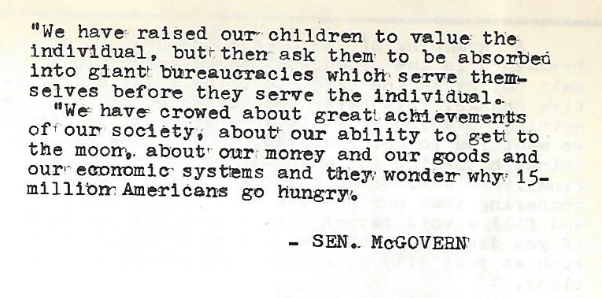 "We have raised our children to value the
individual, but then ask them to be absorbed
into giant bureaucracies which serve them-
selves before they serve the individual.
"We have crowed about great achievements
of our society, about our ability to gett to
the moon, about our money and our goods and
our economic systems and they wonder why 15-
million Americans go hungry.
- SEN. McGOVERN